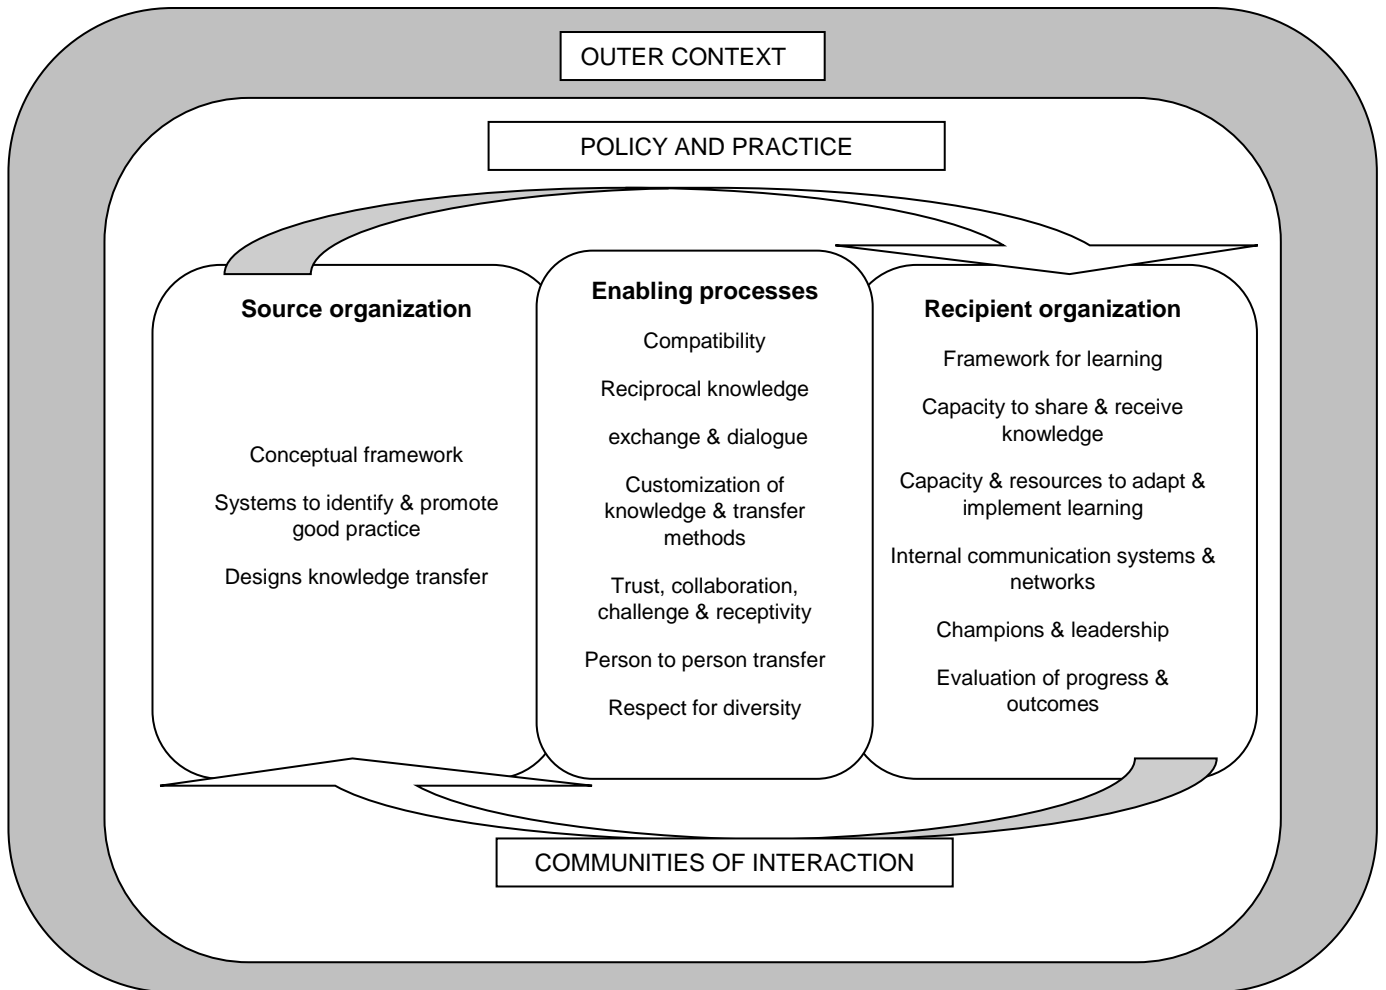 OUTER CONTEXT
POLICY AND PRACTICE
Source organization
Conceptual framework
Systems to identify & promote
good practice
Designs knowledge transfer
Enabling processes
Compatibility
Reciprocal knowledge
exchange & dialogue
Customization of
knowledge & transfer
methods
Trust, collaboration,
challenge & receptivity
Person to person transfer
Respect for diversity
Recipient organization
Framework for learning
Capacity to share & receive
knowledge
Capacity & resources to adapt &
implement learning
Internal communication systems &
networks
Champions & leadership
Evaluation of progress &
outcomes
COMMUNITIES OF INTERACTION